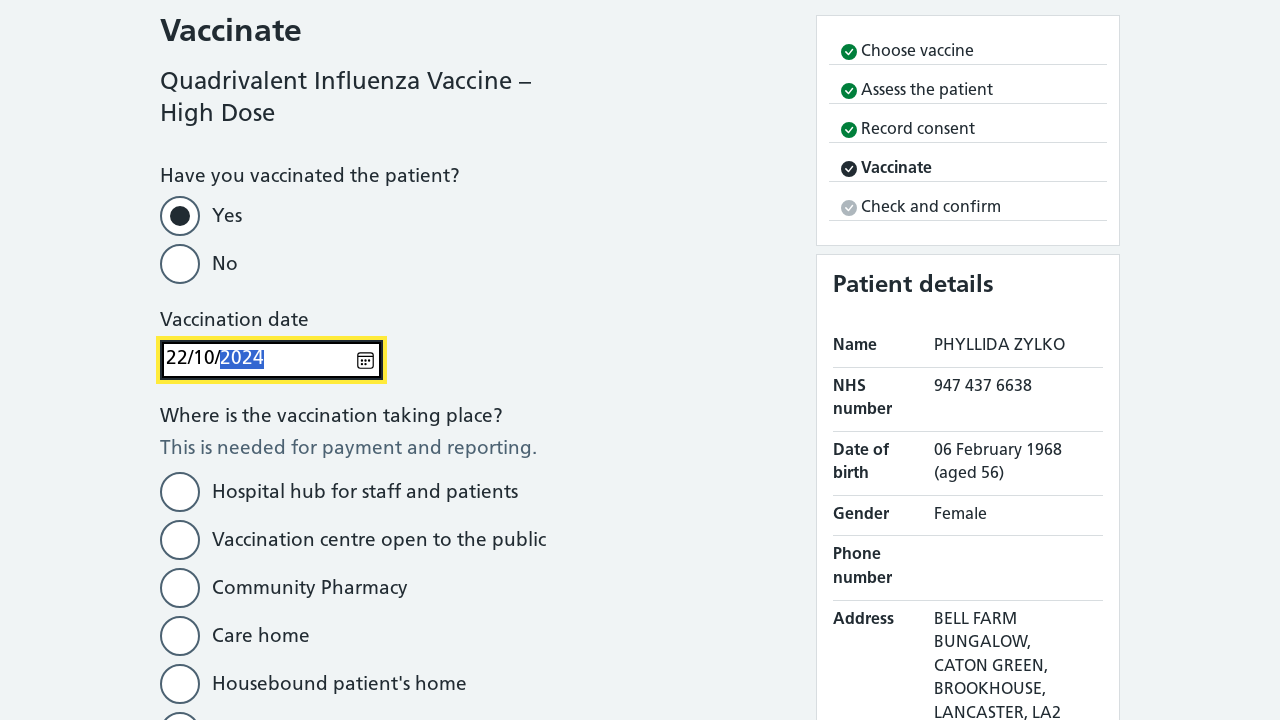 Vaccinate
Quadrivalent Influenza Vaccine –
High Dose
Have you vaccinated the patient?
Yes
No
Vaccination date
22/10/2024
Where is the vaccination taking place?
This is needed for payment and reporting.
Hospital hub for staff and patients
Vaccination centre open to the public
Community Pharmacy
Care home
Housebound patient's home
Choose vaccine
Assess the patient
Record consent
Vaccinate
Check and confirm
Patient details
Name PHYLLIDA ZYLKO
NHS 947 437 6638
number
Date of 06 February 1968
birth (aged 56)
Gender Female
Phone
number
Address BELL FARM
BUNGALOW,
CATON GREEN,
BROOKHOUSE,
LANCASTER, LA2